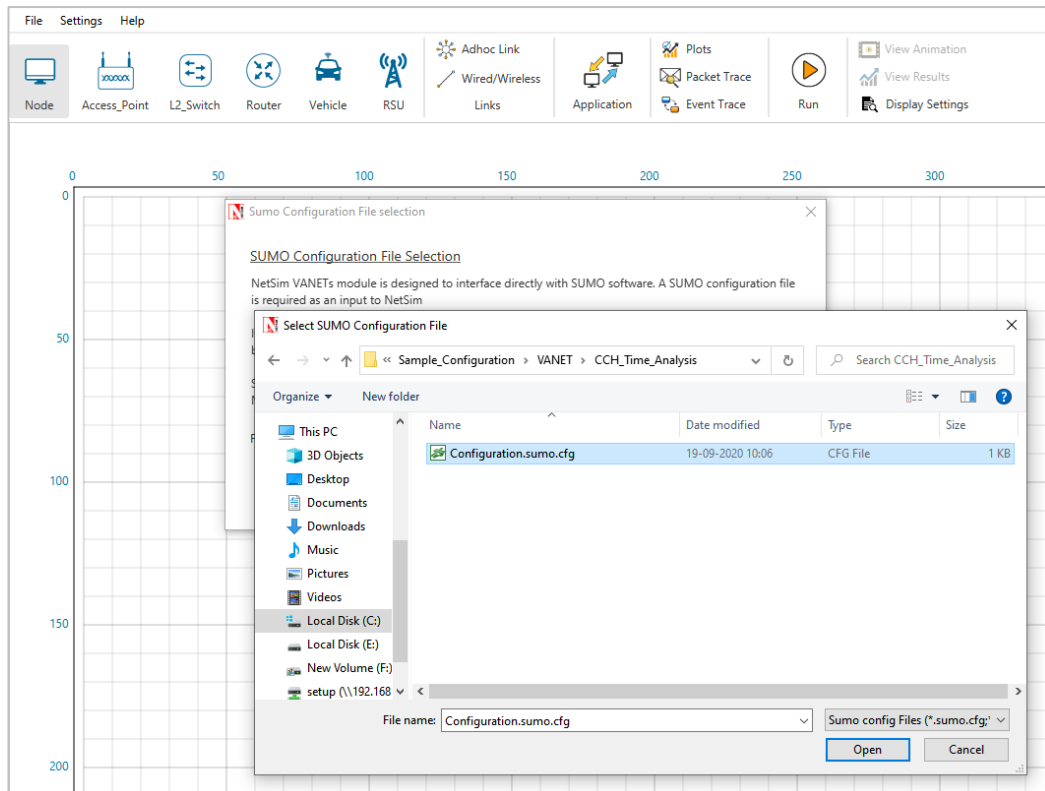 File Settings Help
Adhoc Link
Wired/Wireless
Plots
Packet Trace
Event Trace
View Animation
View Results
Display Settings
Node Access_Point L2_Switch Router Vehicle RSU Links Application Run
0 50 100 150 200 250 300
0
Sumo Configuration File selection
SUMO Configuration File Selection
NetSim VANETs module is designed to interface directly with SUMO software. A SUMO configuration file
is required as an input to NetSim
50
Select SUMO Configuration File
« Sample_Configuration › VANET › CCH_Time_Analysis
Search CCH_Time_Analysis
Organize New folder
Name Date modified Type Size
Configuration.sumo.cfg 19-09-2020 10:06 CFG File 1 KB
This PC
3D Objects
Desktop
Documents
Downloads
Music
Pictures
Videos
Local Disk (C:)
Local Disk (E:)
New Volume (F:)
setup (\\192.168
100
150
File name: Configuration.sumo.cfg Sumo config Files (*.sumo.cfg;
Open Cancel
200